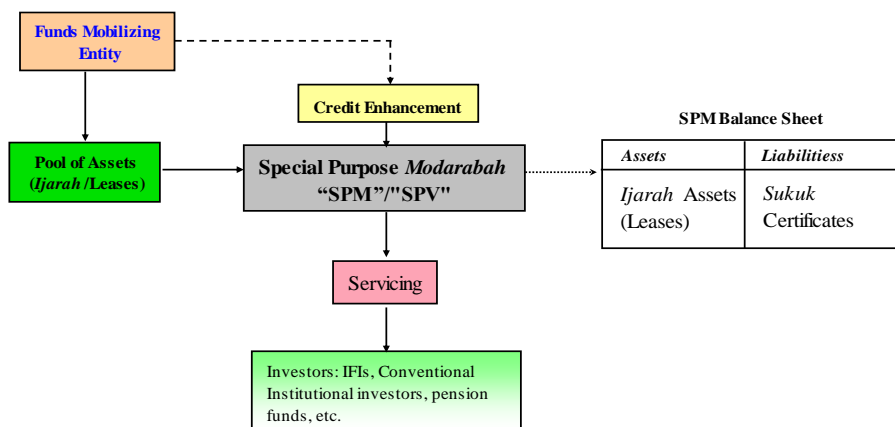 Funds Mobilizing
Entity
Credit Enhancement
SPM Balance Sheet
Pool of Assets
(Ijarah /Leases)
Special Purpose Modarabah
“SPM”/"SPV"
Assets
Liabilitiess
Ijarah Assets
(Leases)
Sukuk
Certificates
Servicing
Investors: IFIs, Conventional
Institutional investors, pension
funds, etc.